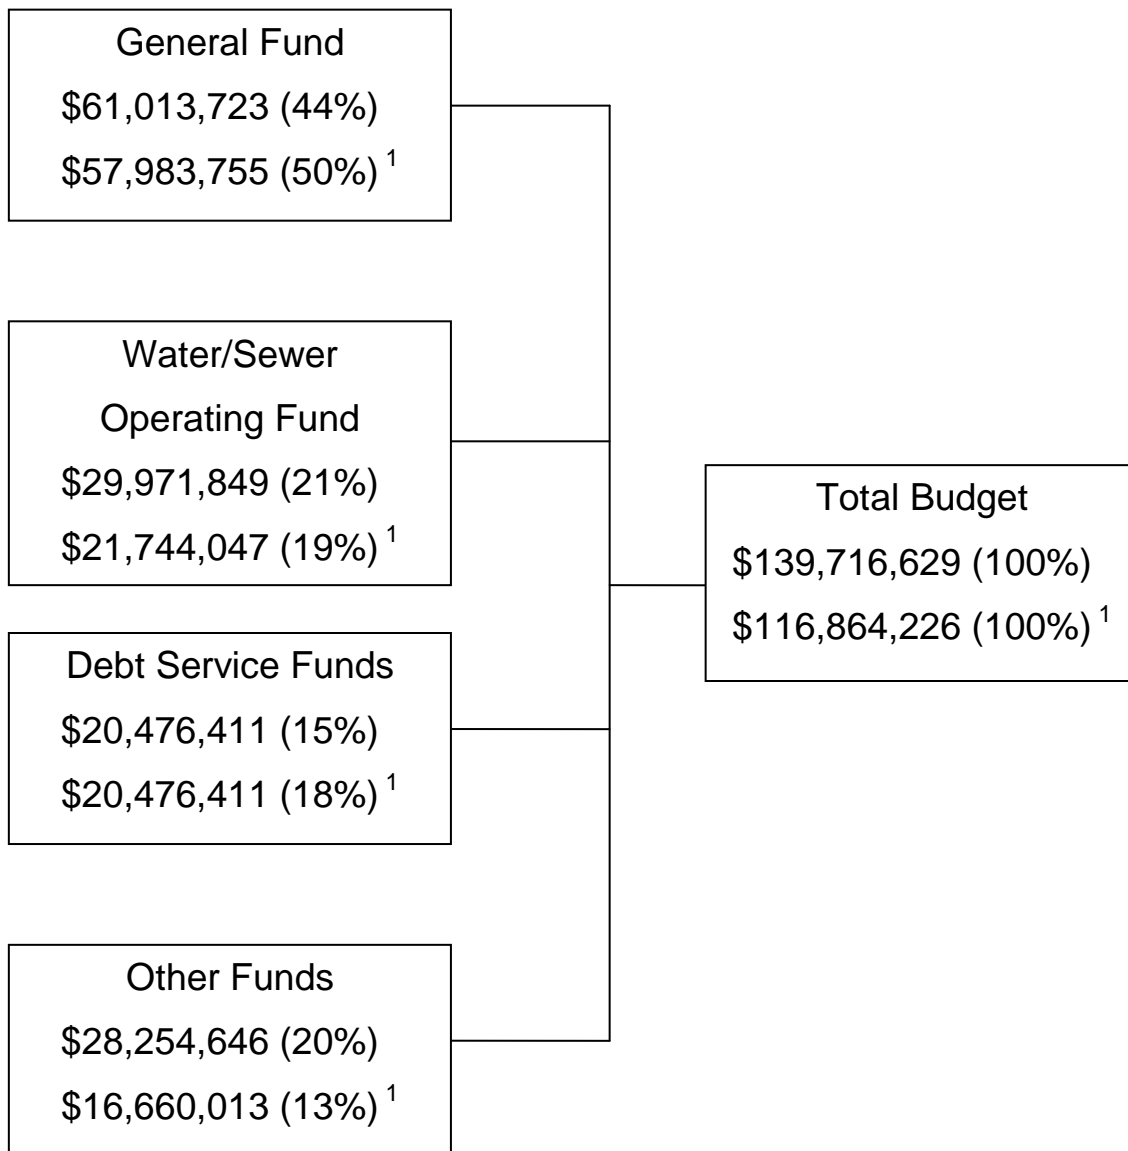 General Fund
$61,013,723 (44%)
$57,983,755 (50%) 1
Water/Sewer
Operating Fund
$29,971,849 (21%)
$21,744,047 (19%) 1
Total Budget
$139,716,629 (100%)
$116,864,226 (100%) 1
Debt Service Funds
$20,476,411 (15%)
$20,476,411 (18%) 1
Other Funds
$28,254,646 (20%)
$16,660,013 (13%) 1